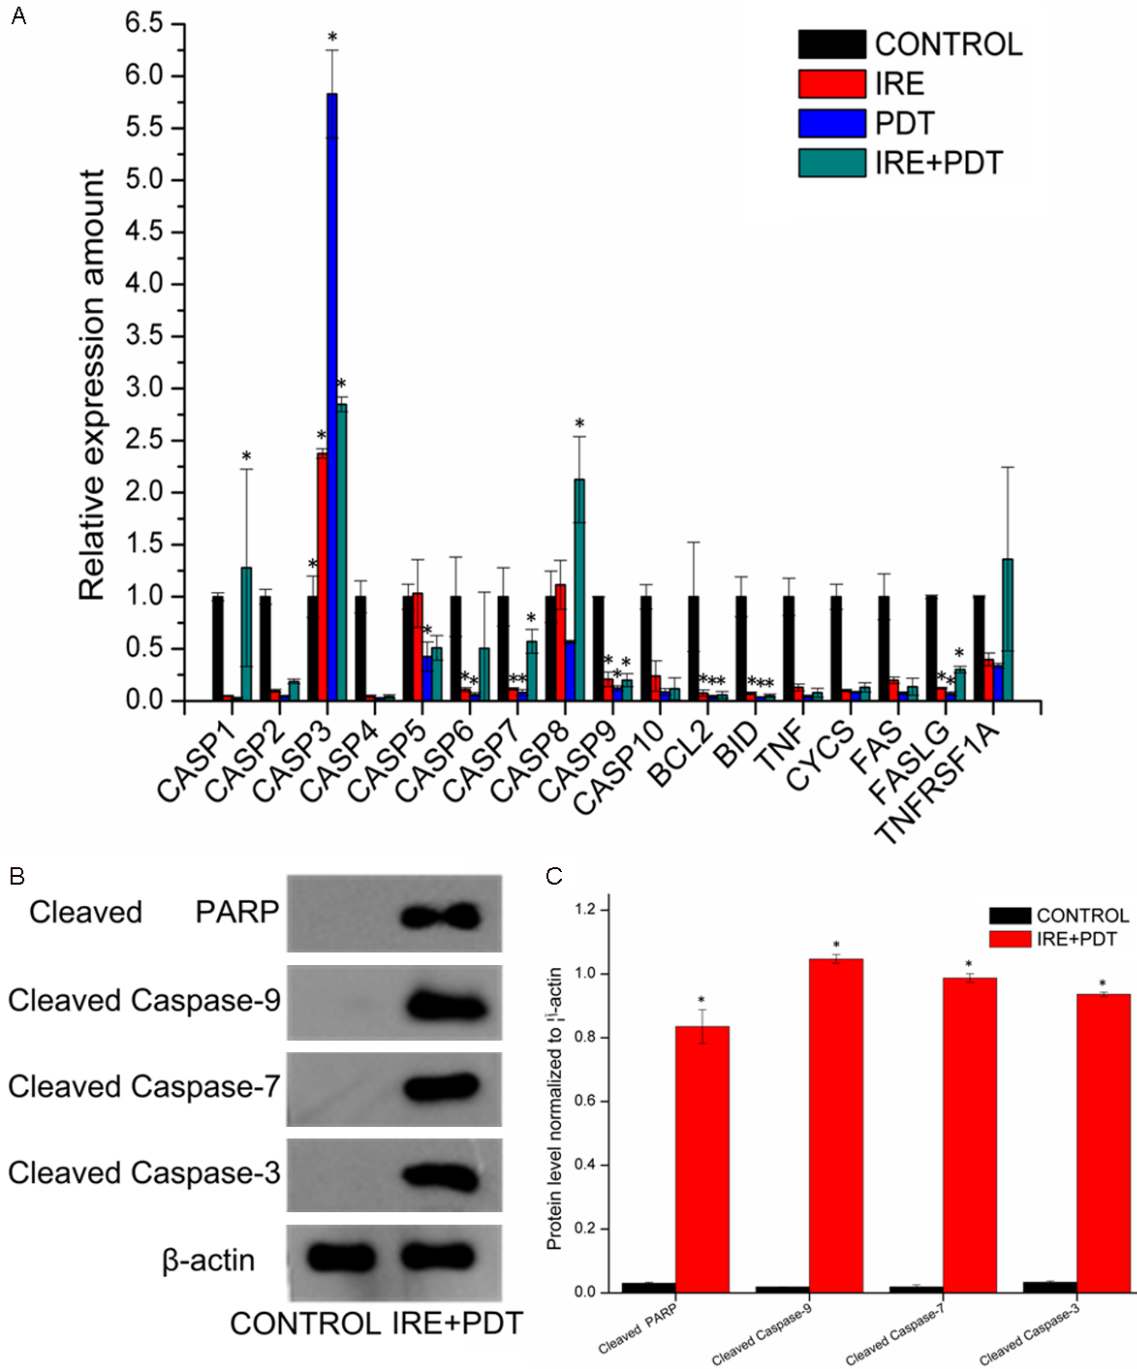 A
6.5
6.0
5.5
5.0
4.5
4.0
3.5
3.0
2.5
2.0
1.5
1.0
0.5
0.0
Relative expression amount
CONTROL
IRE
PDT
IRE+PDT
* * * * * * * * * * ** * * * * * ** * ** * * *
CASP1
CASP2
CASP3
CASP4
CASP5
CASP6
CASP7
CASP8
CASP9
CASP10
BCL2
BID
TNF
CYCS
FAS
FASLG
TNFRSF1A
B
Cleaved PARP
Cleaved Caspase-9
Cleaved Caspase-7
Cleaved Caspase-3
β-actin
CONTROL IRE+PDT
C
1.2
1.0
0.8
0.6
0.4
0.2
0.0
Protein level normalized to -actin
CONTROL
IRE+PDT
* * * *
Cleaved PARP
Cleaved Caspase-9
Cleaved Caspase-7
Cleaved Caspase-3